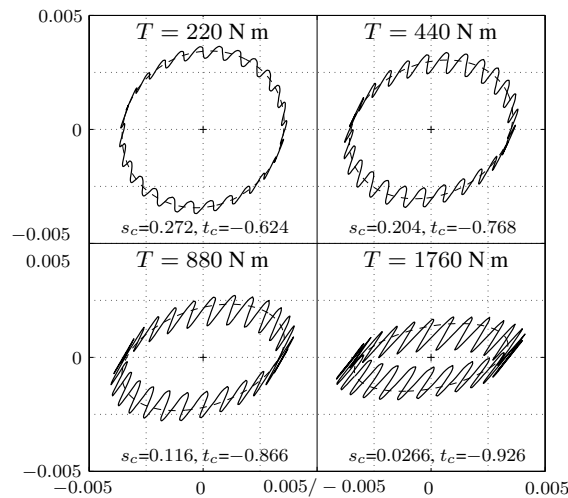 0.005
T = 220 N m
T = 440 N m
0
s_c=0.272, t_c=−0.624
s_c=0.204, t_c=−0.768
−0.005
0.005
T = 880 N m
T = 1760 N m
0
s_c=0.116, t_c=−0.866
s_c=0.0266, t_c=−0.926
−0.005
−0.005 0 0.005/−0.005 0 0.005